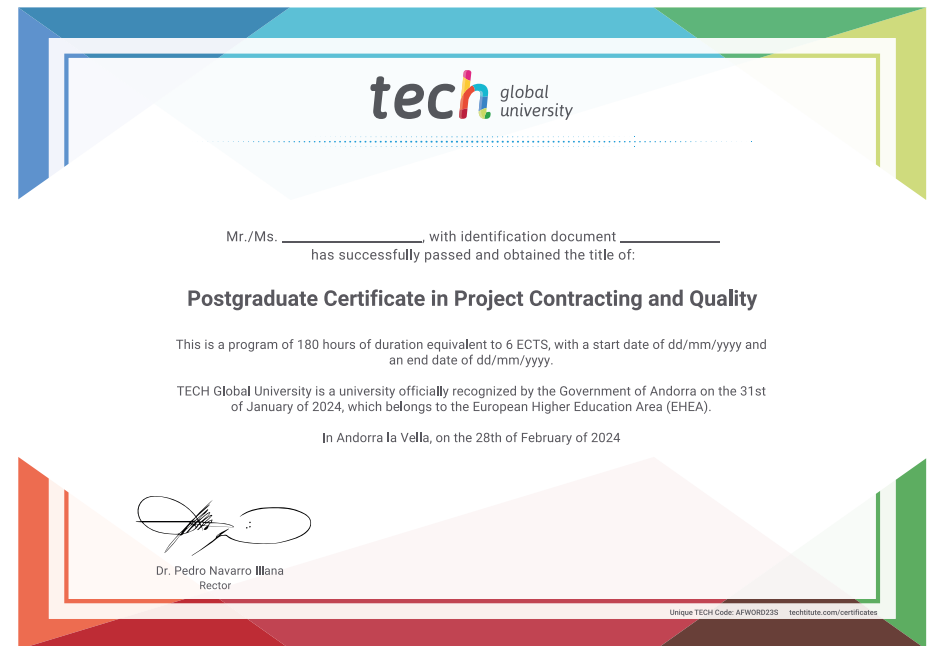 tech global
university
Mr./Ms. ____________________, with identification document ______________
has successfully passed and obtained the title of:
Postgraduate Certificate in Project Contracting and Quality
This is a program of 180 hours of duration equivalent to 6 ECTS, with a start date of dd/mm/yyyy and
an end date of dd/mm/yyyy.
TECH Global University is a university officially recognized by the Government of Andorra on the 31st
of January of 2024, which belongs to the European Higher Education Area (EHEA).
In Andorra la Vella, on the 28th of February of 2024
Dr. Pedro Navarro Illana
Rector
Unique TECH Code: AFWORD23S techtitute.com/certificates